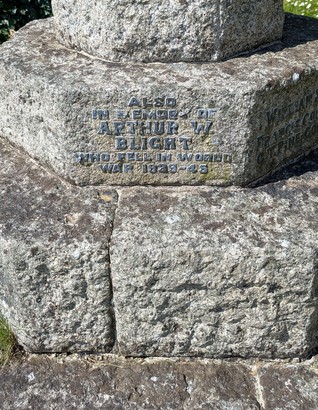 ALSO
IN MEMORY OF
ARTHUR W.
BLIGHT
WHO FELL IN WORLD
WAR 1939-45